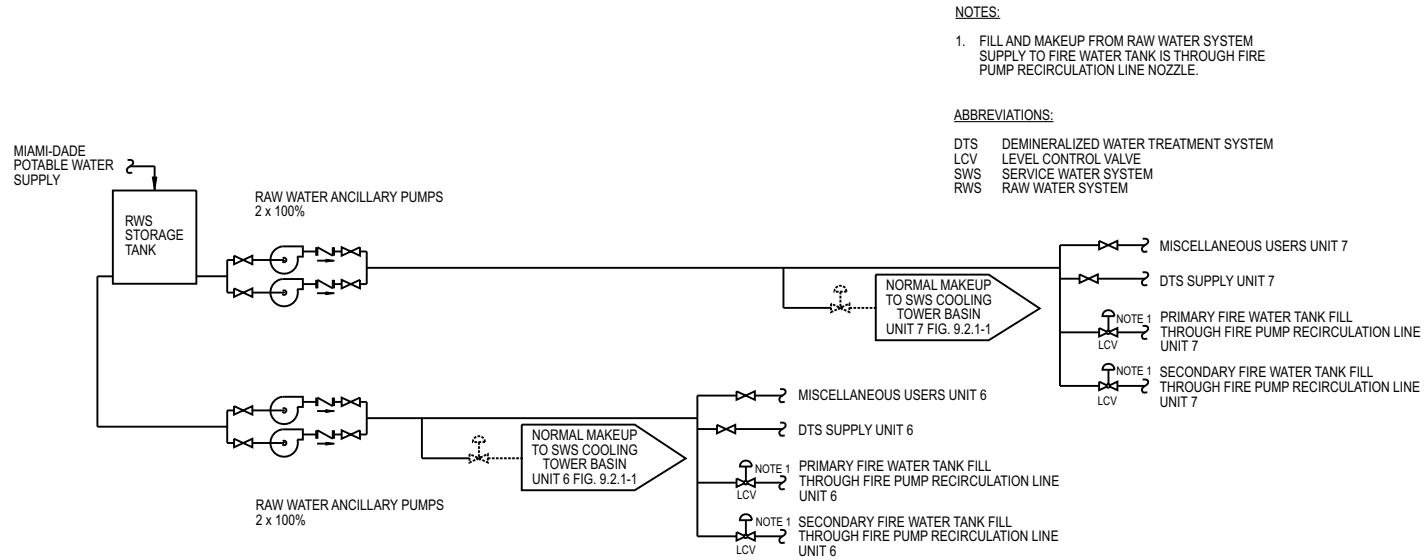 NOTES:
1. FILL AND MAKEUP FROM RAW WATER SYSTEM
SUPPLY TO FIRE WATER TANK IS THROUGH FIRE
PUMP RECIRCULATION LINE NOZZLE.
ABBREVIATIONS:
DTS DEMINERALIZED WATER TREATMENT SYSTEM
LCV LEVEL CONTROL VALVE
SWS SERVICE WATER SYSTEM
RWS RAW WATER SYSTEM
MIAMI-DADE
POTABLE WATER
SUPPLY
RWS
STORAGE
TANK
RAW WATER ANCILLARY PUMPS
2 x 100%
NORMAL MAKEUP
TO SWS COOLING
TOWER BASIN
UNIT 7 FIG. 9.2.1-1
MISCELLANEOUS USERS UNIT 7
DTS SUPPLY UNIT 7
NOTE 1
LCV
PRIMARY FIRE WATER TANK FILL
THROUGH FIRE PUMP RECIRCULATION LINE
UNIT 7
NOTE 1
LCV
SECONDARY FIRE WATER TANK FILL
THROUGH FIRE PUMP RECIRCULATION LINE
UNIT 7
RAW WATER ANCILLARY PUMPS
2 x 100%
NORMAL MAKEUP
TO SWS COOLING
TOWER BASIN
UNIT 6 FIG. 9.2.1-1
MISCELLANEOUS USERS UNIT 6
DTS SUPPLY UNIT 6
NOTE 1
LCV
PRIMARY FIRE WATER TANK FILL
THROUGH FIRE PUMP RECIRCULATION LINE
UNIT 6
NOTE 1
LCV
SECONDARY FIRE WATER TANK FILL
THROUGH FIRE PUMP RECIRCULATION LINE
UNIT 6